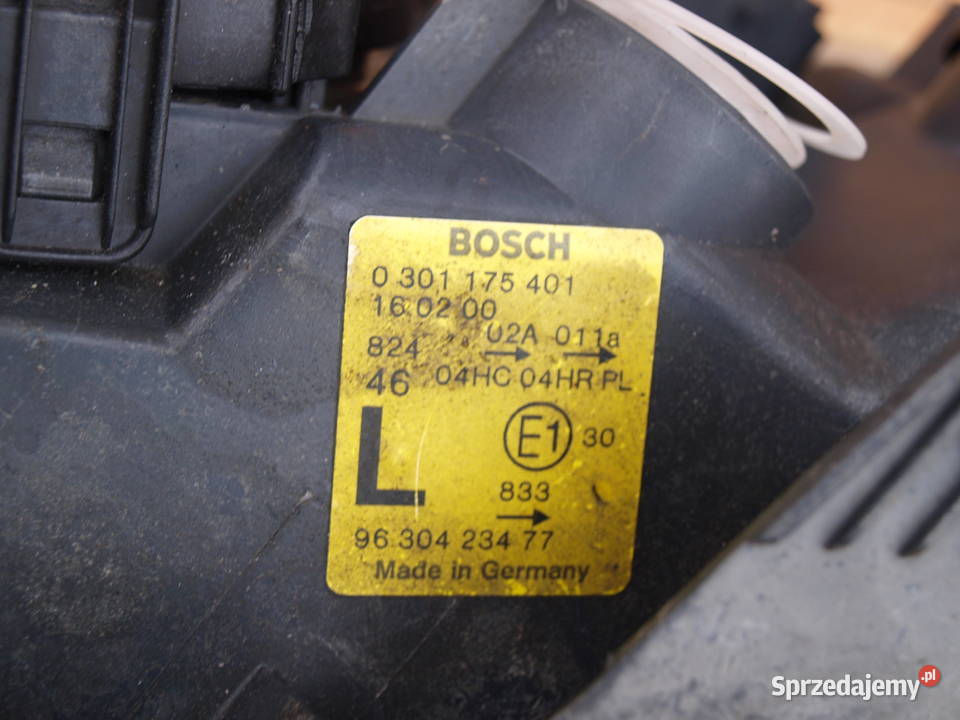 BOSCH
0 301 175 401
16 02 00
824 02A 011a
→ →
46 04HC 04HR PL
L E1 30
833
→
96 304 234 77
Made in Germany
Sprzedajemy.pl